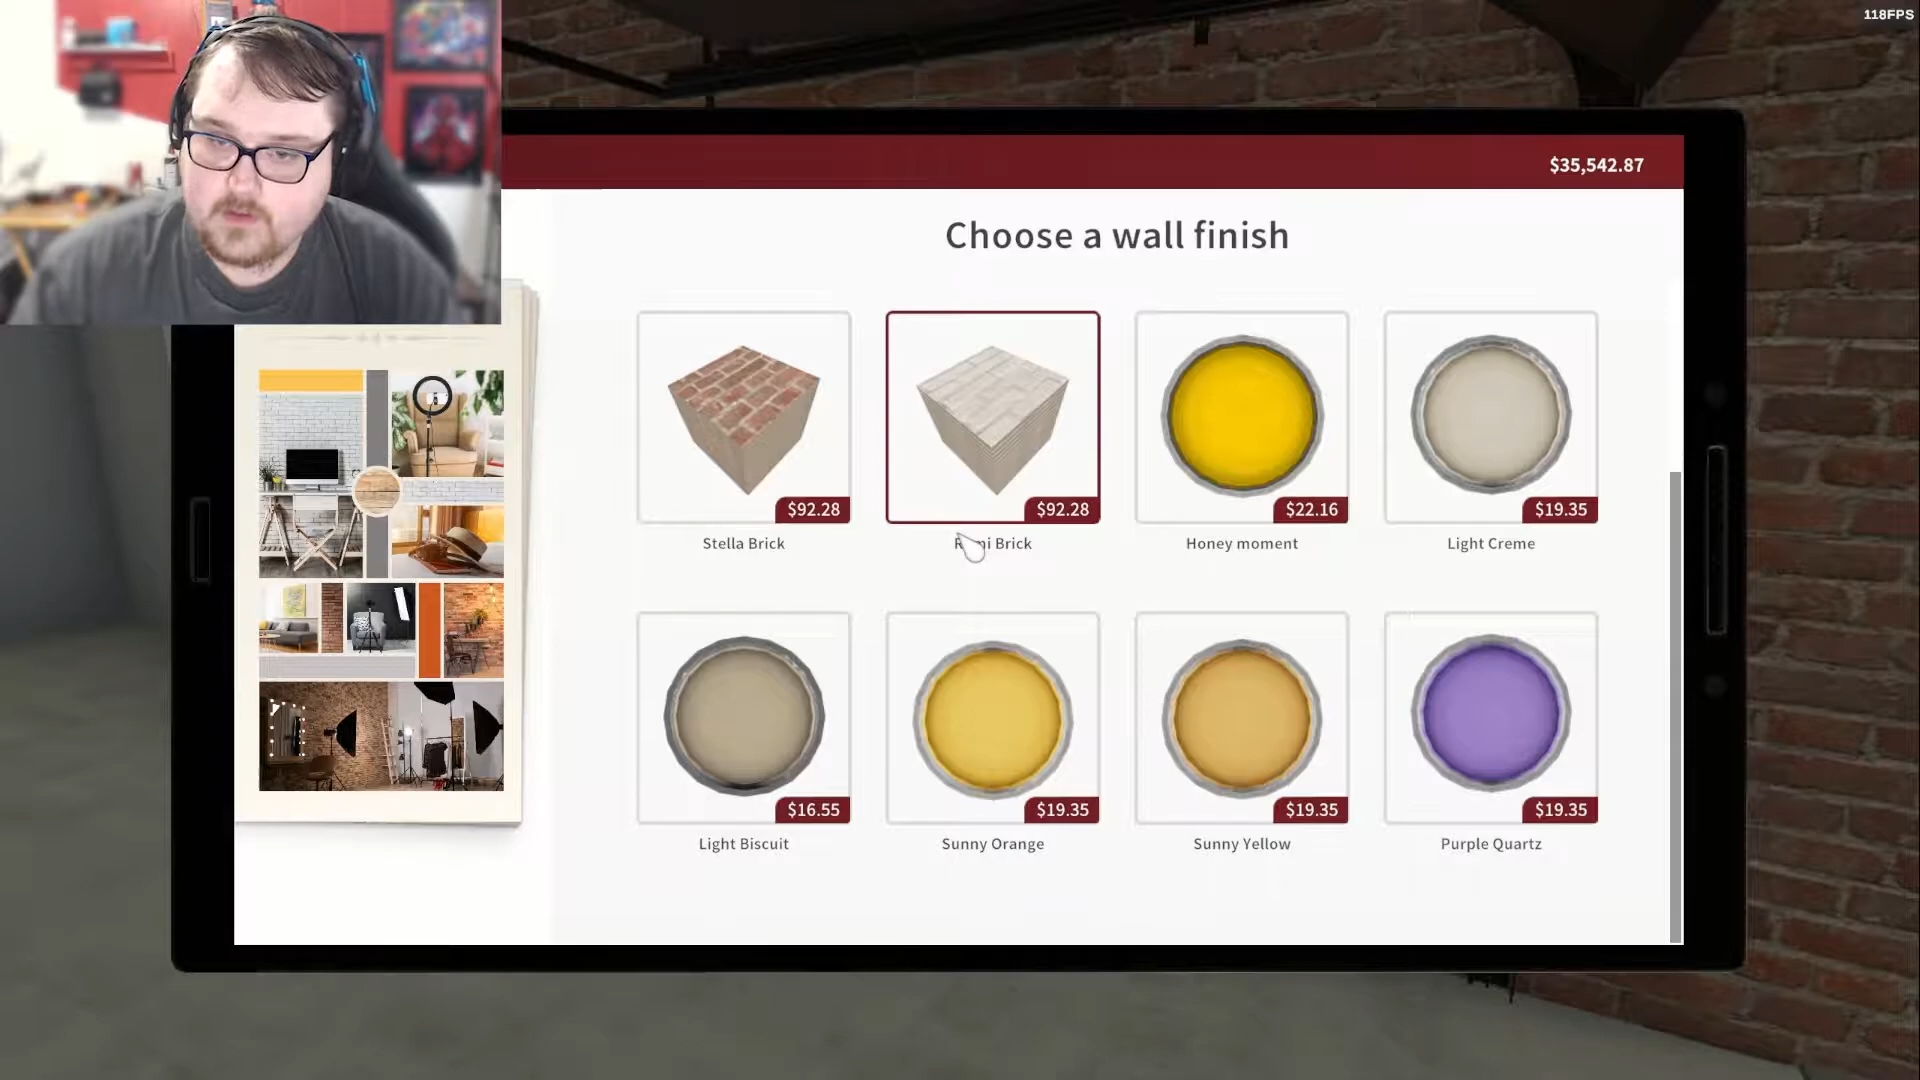 118FPS
$35,542.87
Choose a wall finish
$92.28
$92.28
$22.16
$19.35
Stella Brick
Brick
Honey moment
Light Creme
$16.55
$19.35
$19.35
$19.35
Light Biscuit
Sunny Orange
Sunny Yellow
Purple Quartz